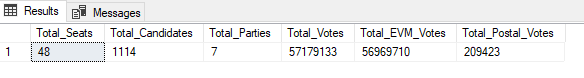 Results Messages
Total_Seats Total_Candidates Total_Parties Total_Votes Total_EVM_Votes Total_Postal_Votes
1 48 1114 7 57179133 56969710 209423